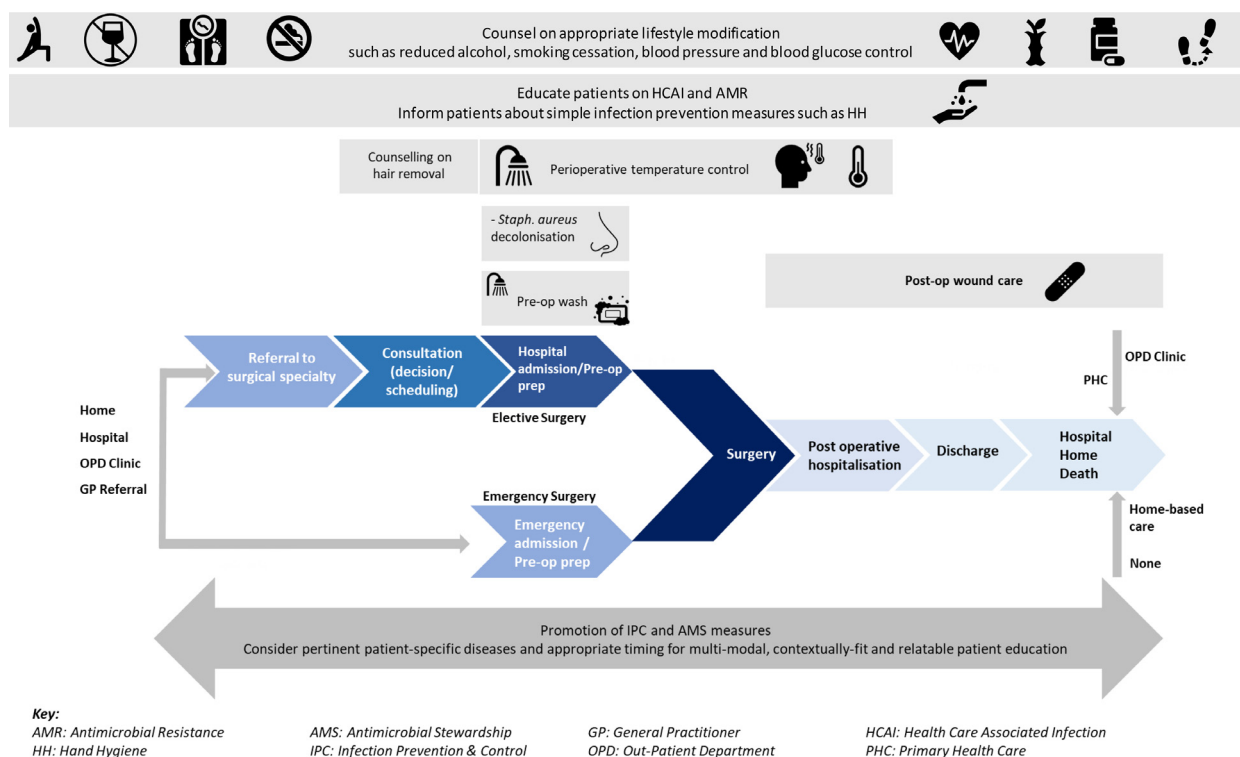 Counsel on appropriate lifestyle modification
such as reduced alcohol, smoking cessation, blood pressure and blood glucose control
Educate patients on HCAI and AMR
Inform patients about simple infection prevention measures such as HH
Counselling on
hair removal
Perioperative temperature control
- Staph. aureus
decolonisation
Pre-op wash
Post-op wound care
Referral to
surgical specialty
Consultation
(decision/
scheduling)
Hospital
admission/Pre-op
prep
Elective Surgery
OPD Clinic
PHC
Home
Hospital
OPD Clinic
GP Referral
Surgery
Post operative
hospitalisation
Discharge
Hospital
Home
Death
Emergency Surgery
Emergency
admission /
Pre-op prep
Home-based
care
None
Promotion of IPC and AMS measures
Consider pertinent patient-specific diseases and appropriate timing for multi-modal, contextually-fit and relatable patient education
Key:
AMR: Antimicrobial Resistance
AMS: Antimicrobial Stewardship
GP: General Practitioner
HCAI: Health Care Associated Infection
HH: Hand Hygiene
IPC: Infection Prevention & Control
OPD: Out-Patient Department
PHC: Primary Health Care